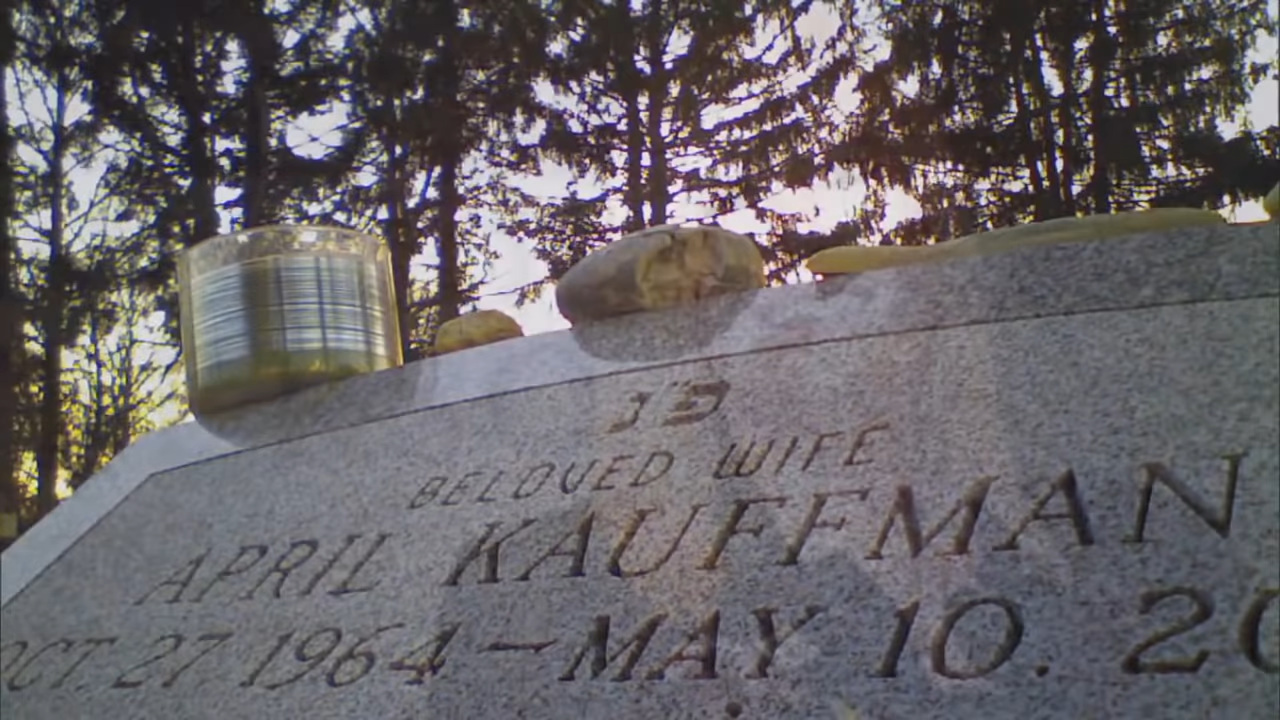 פ״נ
BELOVED WIFE
APRIL KAUFFMAN
OCT. 27 1964 — MAY 10. 20